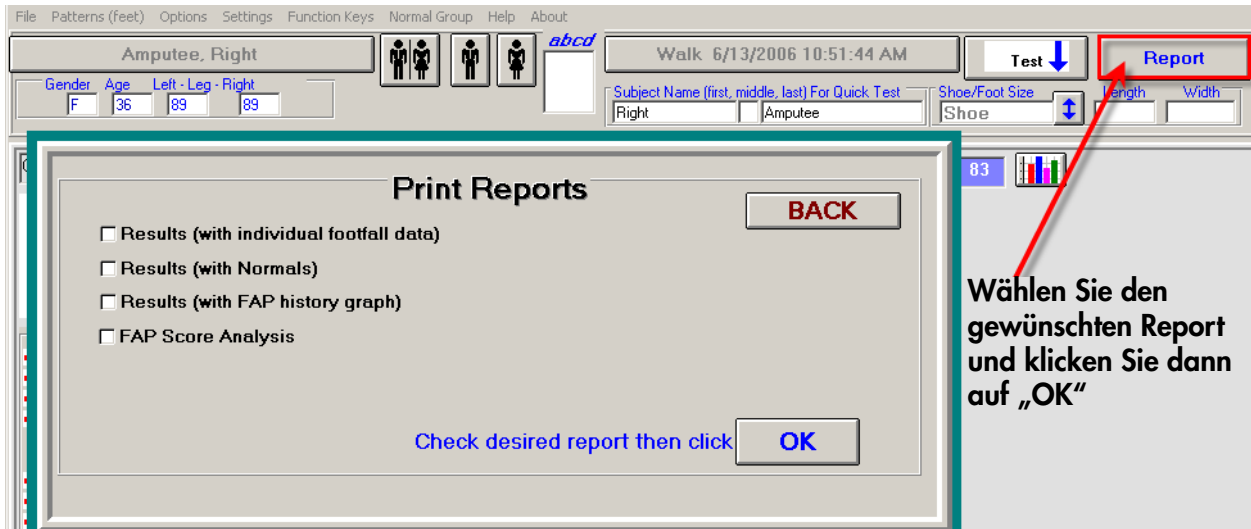 File Patterns (feet) Options Settings Function Keys Normal Group Help About
Amputee, Right
abcd
Walk 6/13/2006 10:51:44 AM
Test
Report
Gender Age Left - Leg - Right
F 36 89 89
Subject Name (first, middle, last) For Quick Test
Right Amputee
Shoe/Foot Size
Shoe
Length Width
83
Print Reports
BACK
Results (with individual footfall data)
Results (with Normals)
Results (with FAP history graph)
FAP Score Analysis
Check desired report then click OK
Wählen Sie den
gewünschten Report
und klicken Sie dann
auf „OK“